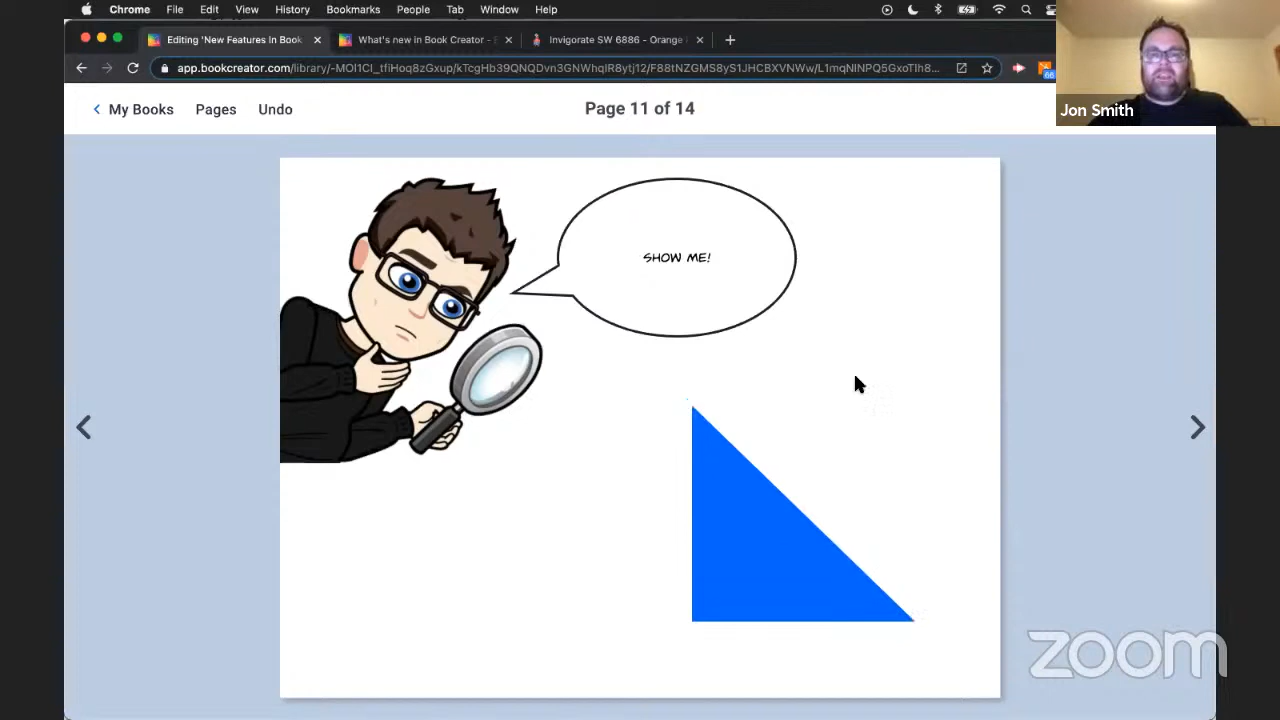 Chrome File Edit View History Bookmarks People Tab Window Help
Editing 'New Features In Book What's new in Book Creator - Invigorate SW 6886 - Orange
66
My Books Pages Undo Page 11 of 14
Jon Smith
SHOW ME!
zoom